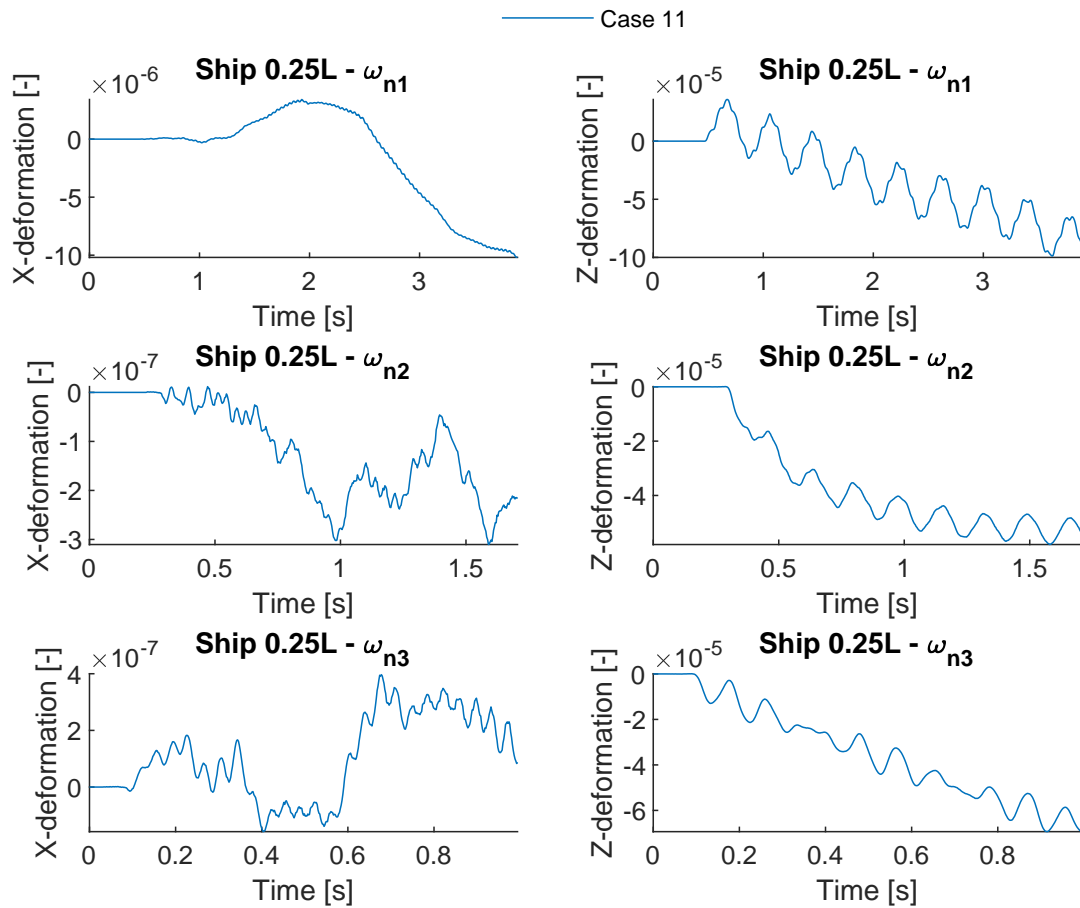 Case 11
Ship 0.25L - ωn1
×10-6
X-deformation [-]
0
-5
-10
0 1 2 3
Time [s]
Ship 0.25L - ωn1
×10-5
Z-deformation [-]
5
0
-5
-10
0 1 2 3
Time [s]
Ship 0.25L - ωn2
×10-7
X-deformation [-]
0
-1
-2
-3
0 0.5 1 1.5
Time [s]
Ship 0.25L - ωn2
×10-5
Z-deformation [-]
0
-2
-4
0 0.5 1 1.5
Time [s]
Ship 0.25L - ωn3
×10-7
X-deformation [-]
4
2
0
0 0.2 0.4 0.6 0.8
Time [s]
Ship 0.25L - ωn3
×10-5
Z-deformation [-]
0
-2
-4
-6
0.2 0.4 0.6 0.8
Time [s]